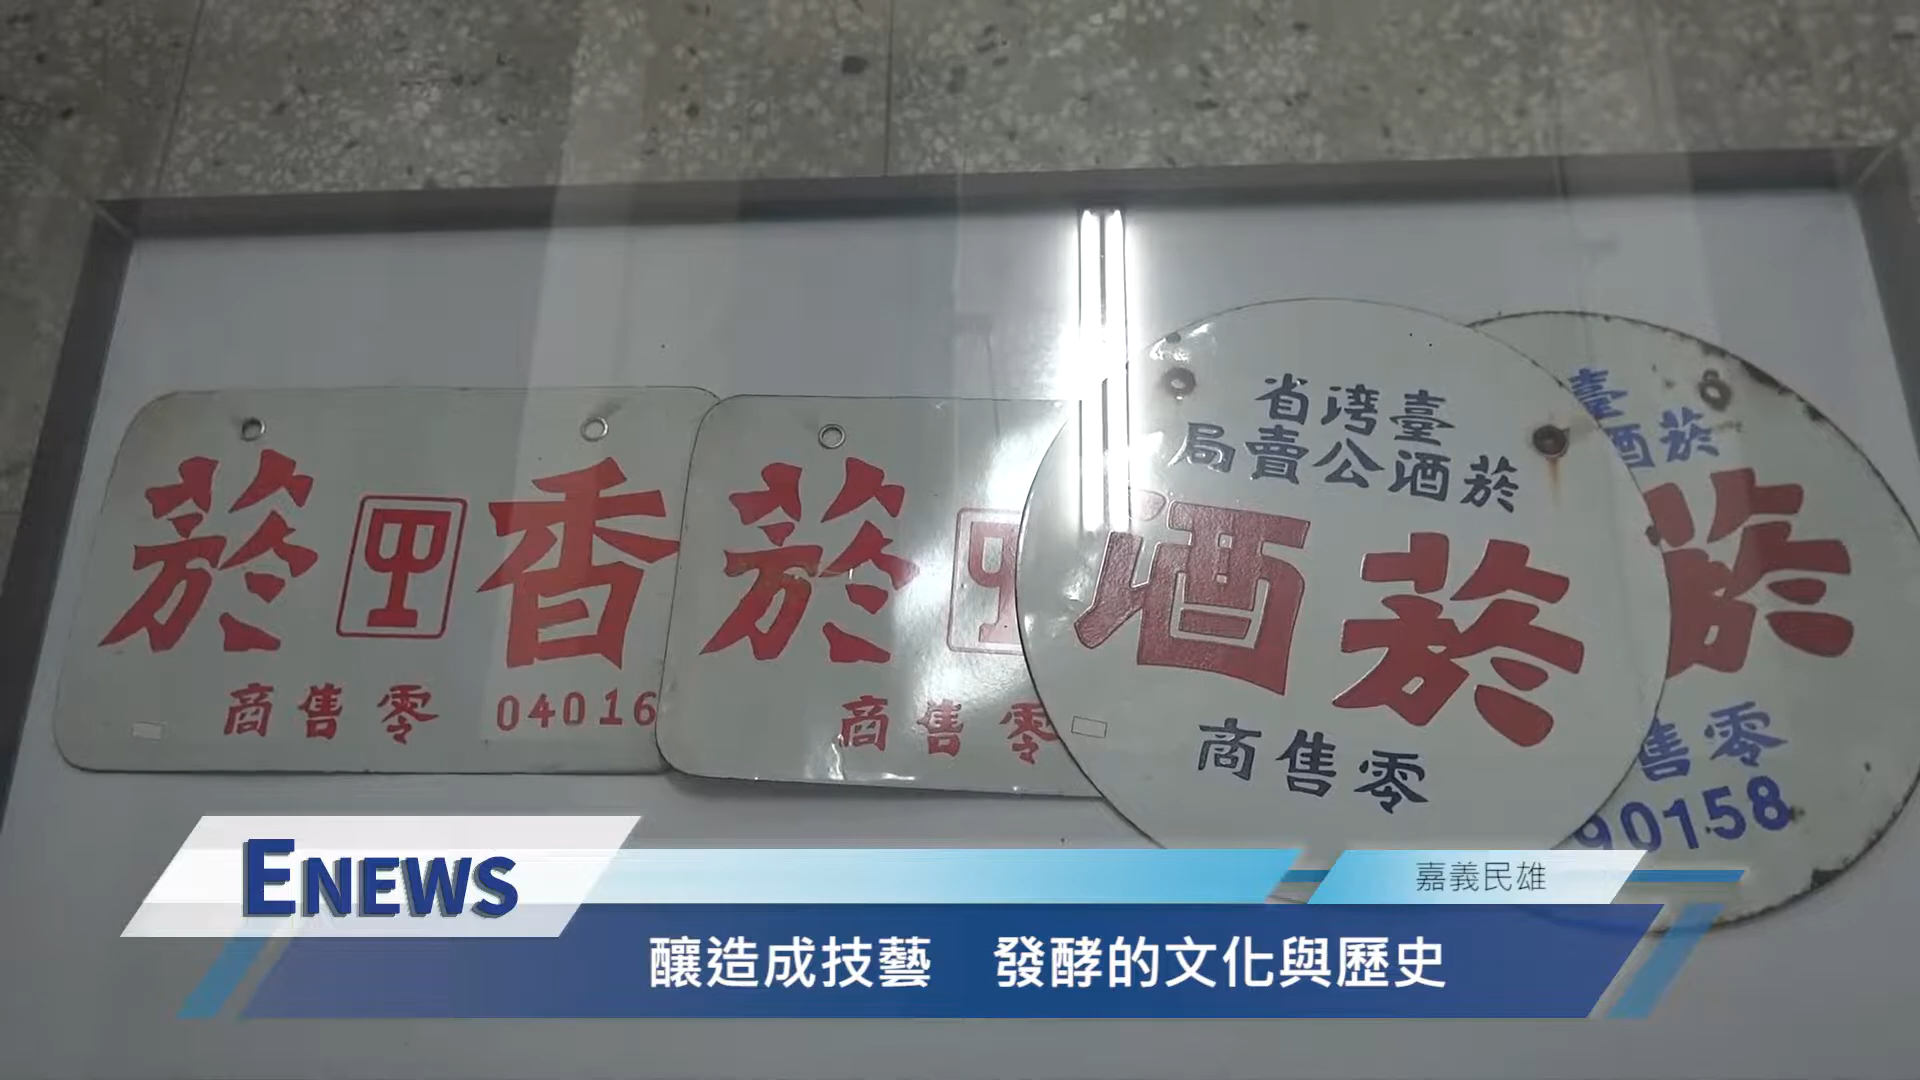 菸 香
商售零 04016
菸
商售零
省湾臺
局賣公酒菸
酒菸
商售零
臺
酒菸
菸
售零
90158
ENEWS
嘉義民雄
釀造成技藝 發酵的文化與歷史